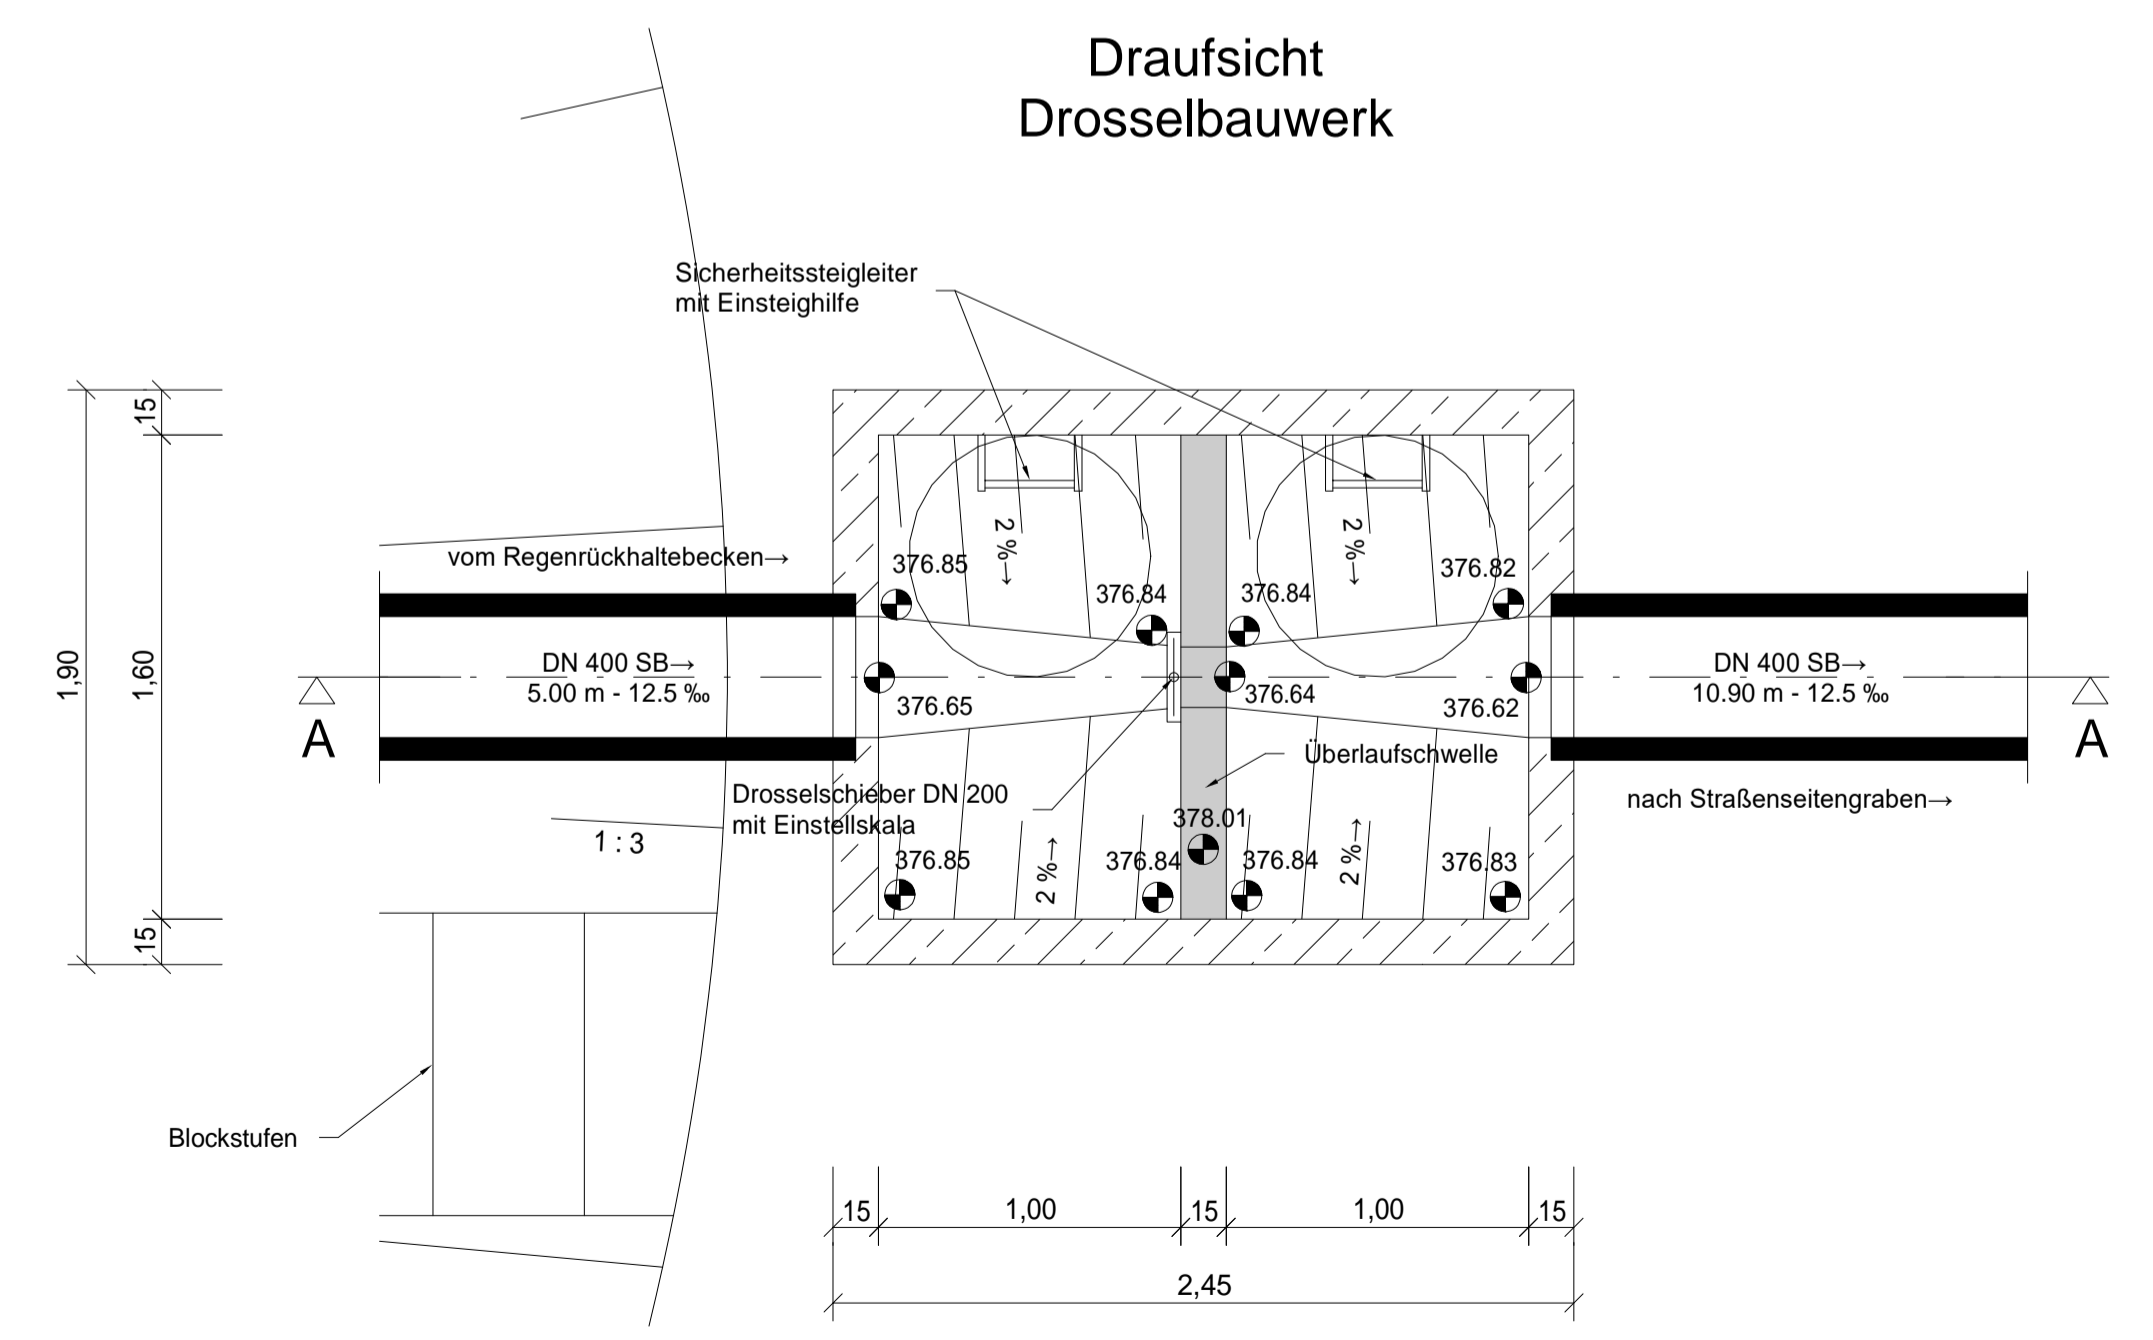 Draufsicht
Drosselbauwerk
Sicherheitssteigleiter
mit Einsteighilfe
15
1,90
1,60
15
vom Regenrückhaltebecken→
DN 400 SB→
5.00 m - 12.5 ‰
A
376.85
2 %→
376.84
376.84
2 %→
376.82
376.65
376.64
376.62
DN 400 SB→
10.90 m - 12.5 ‰
A
nach Straßenseitengraben→
Überlaufschwelle
Drosselschieber DN 200
mit Einstellskala
378.01
1 : 3
376.85
2 %→
376.84
376.84
2 %→
376.83
Blockstufen
15
1,00
15
1,00
15
2,45